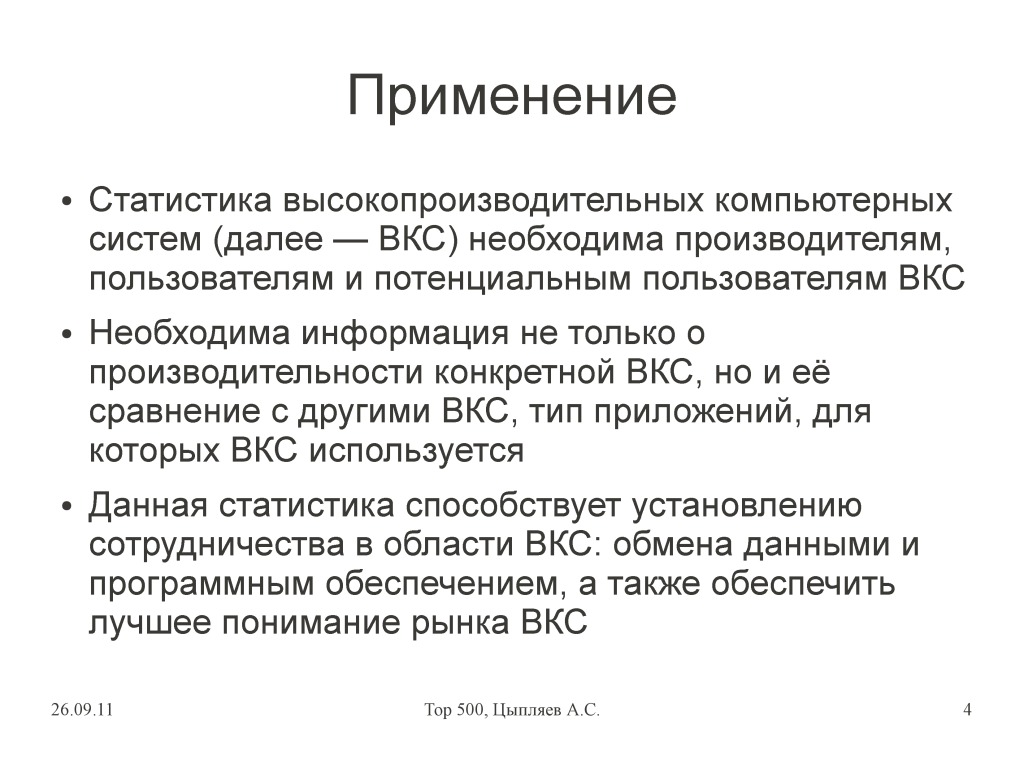 Применение
• Статистика высокопроизводительных компьютерных
систем (далее — ВКС) необходима производителям,
пользователям и потенциальным пользователям ВКС
• Необходима информация не только о
производительности конкретной ВКС, но и её
сравнение с другими ВКС, тип приложений, для
которых ВКС используется
• Данная статистика способствует установлению
сотрудничества в области ВКС: обмена данными и
программным обеспечением, а также обеспечить
лучшее понимание рынка ВКС
26.09.11 Top 500, Цыпляев А.С. 4